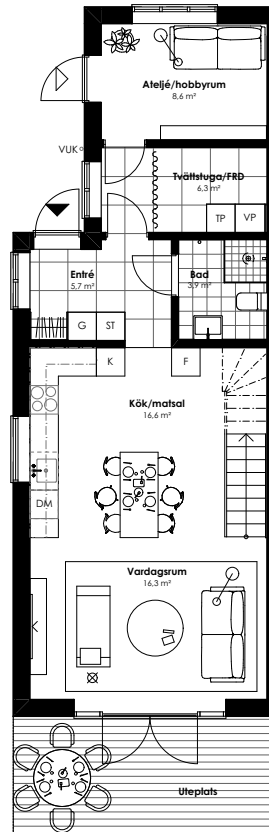 Ateljé/hobbyrum
8,6 m²
VUK
Tvättstuga/FRD
6,3 m²
TP
VP
Entré
5,7 m²
Bad
3,9 m²
G
ST
K
F
Kök/matsal
16,6 m²
DM
Vardagsrum
16,3 m²
Uteplats